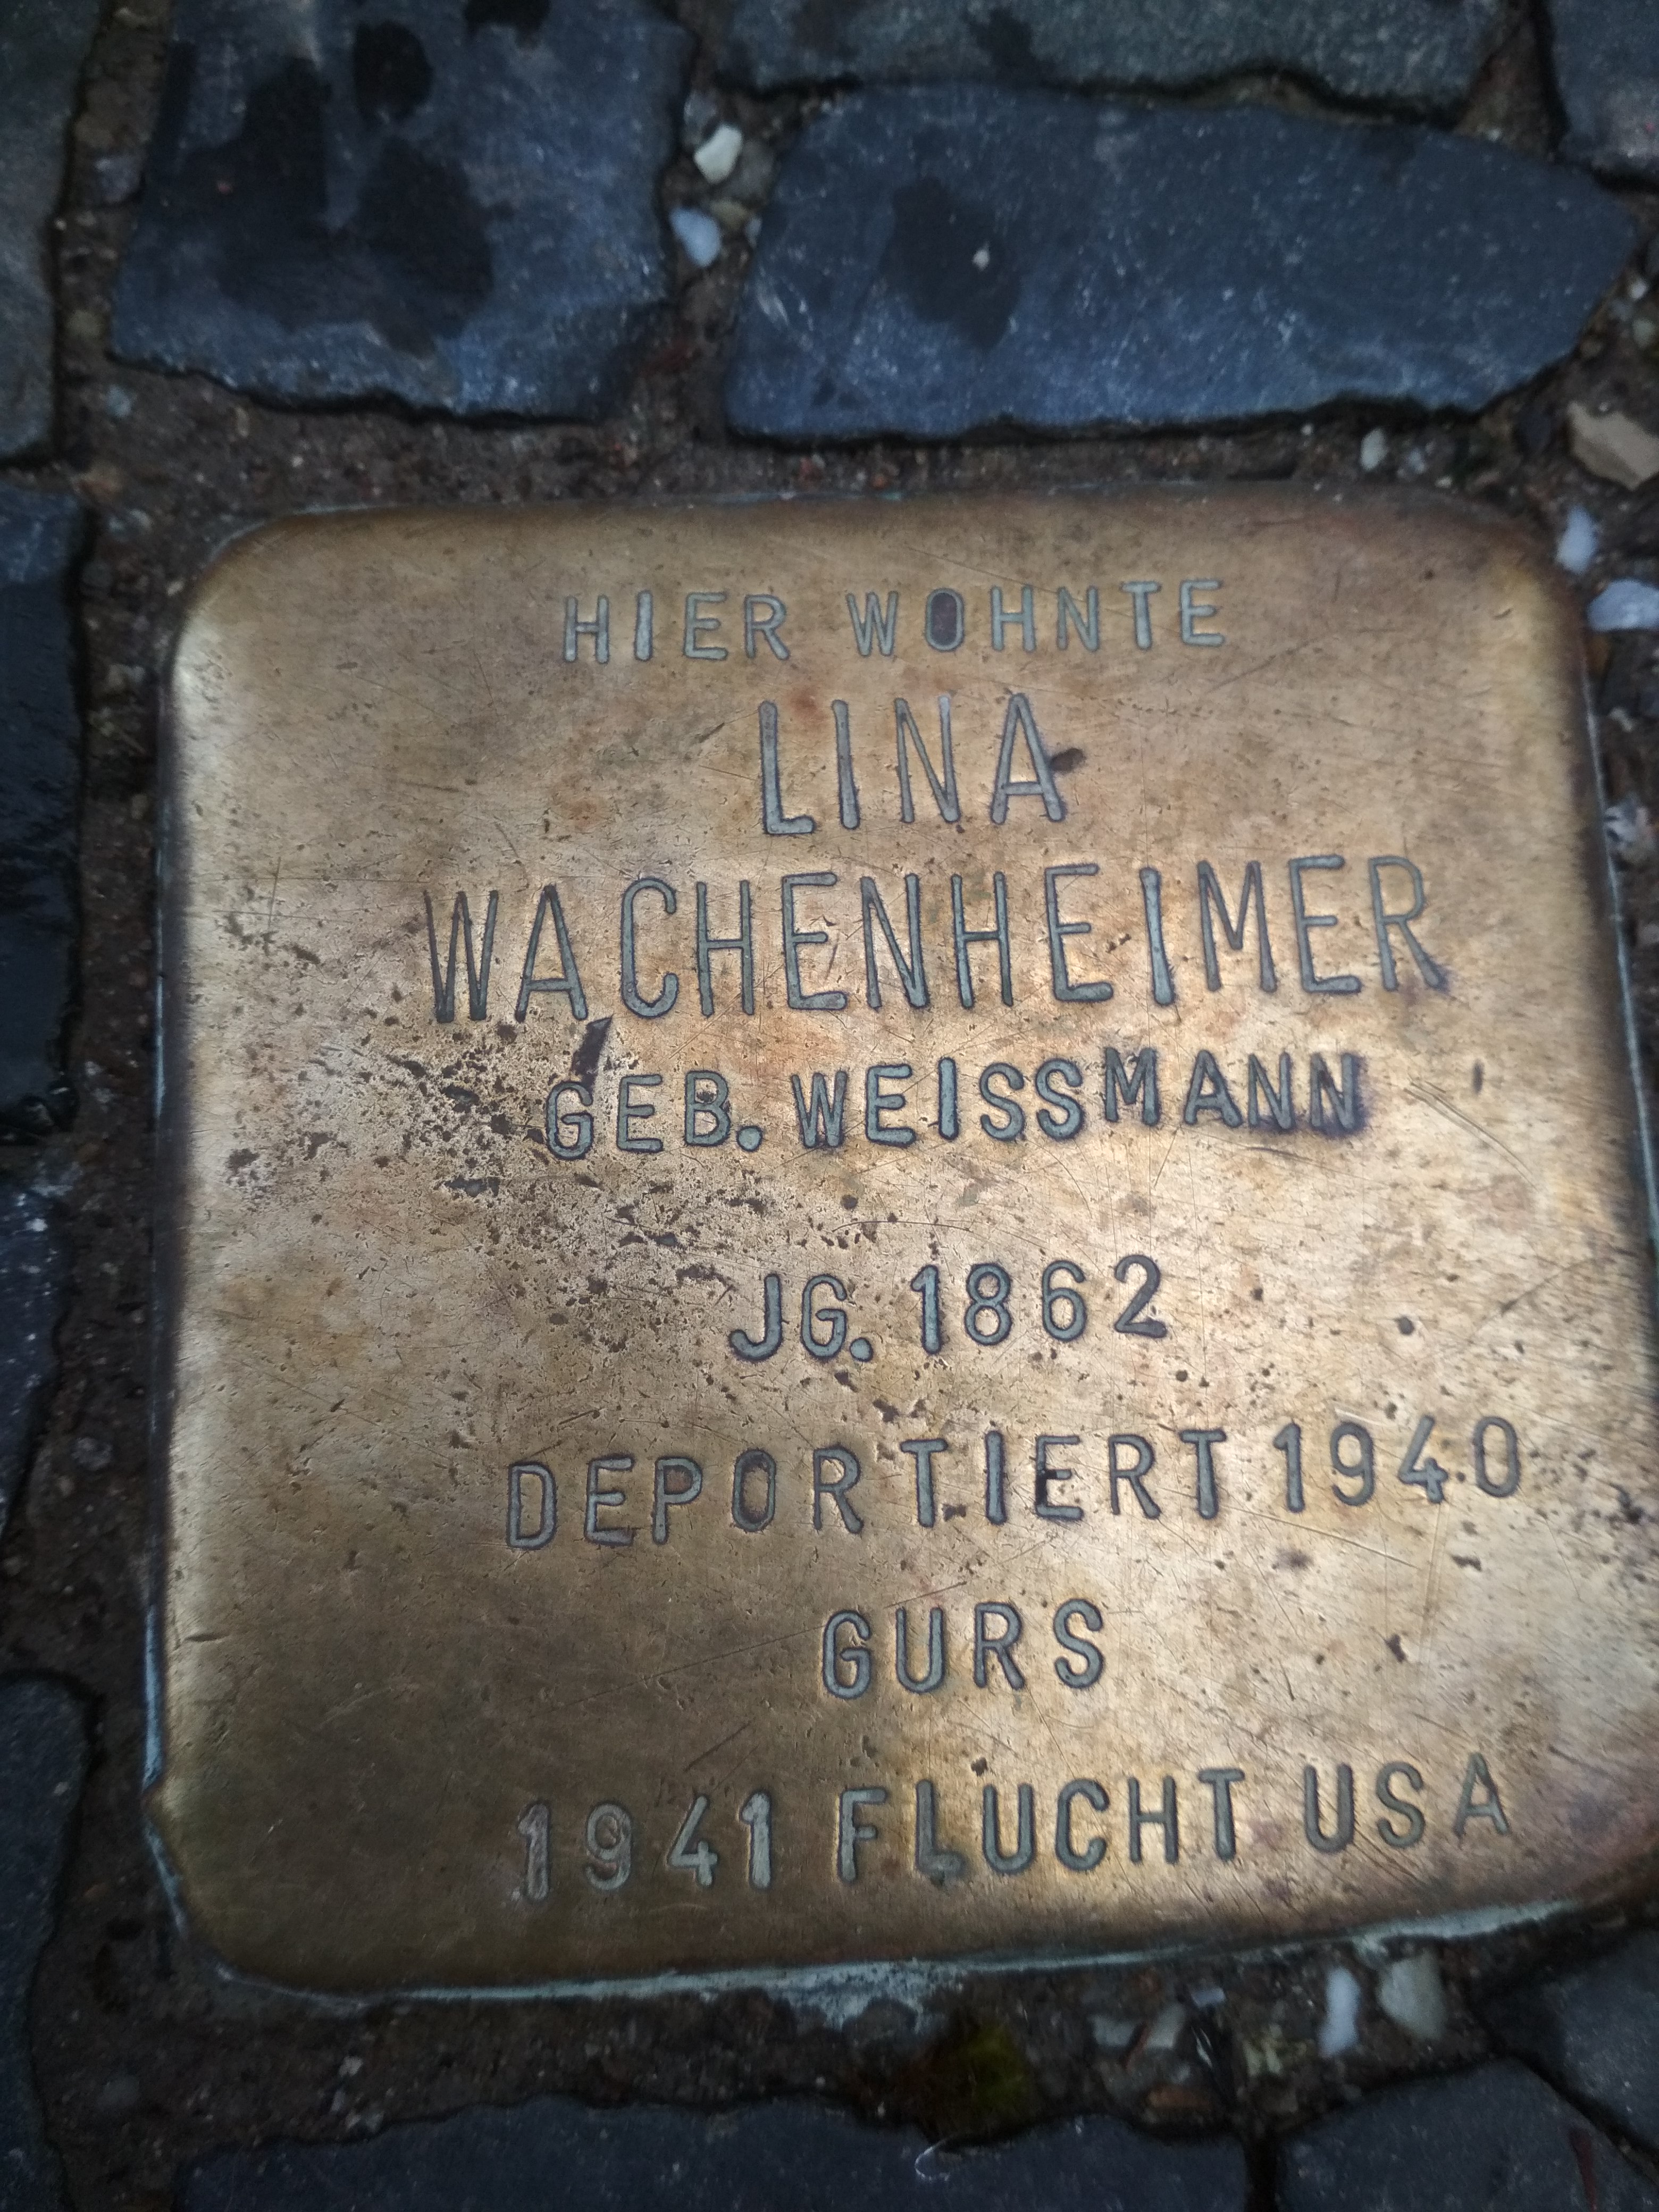 HIER WOHNTE
LINA
WACHENHEIMER
GEB. WEISSMANN
JG. 1862
DEPORTIERT 1940
GURS
1941 FLUCHT USA